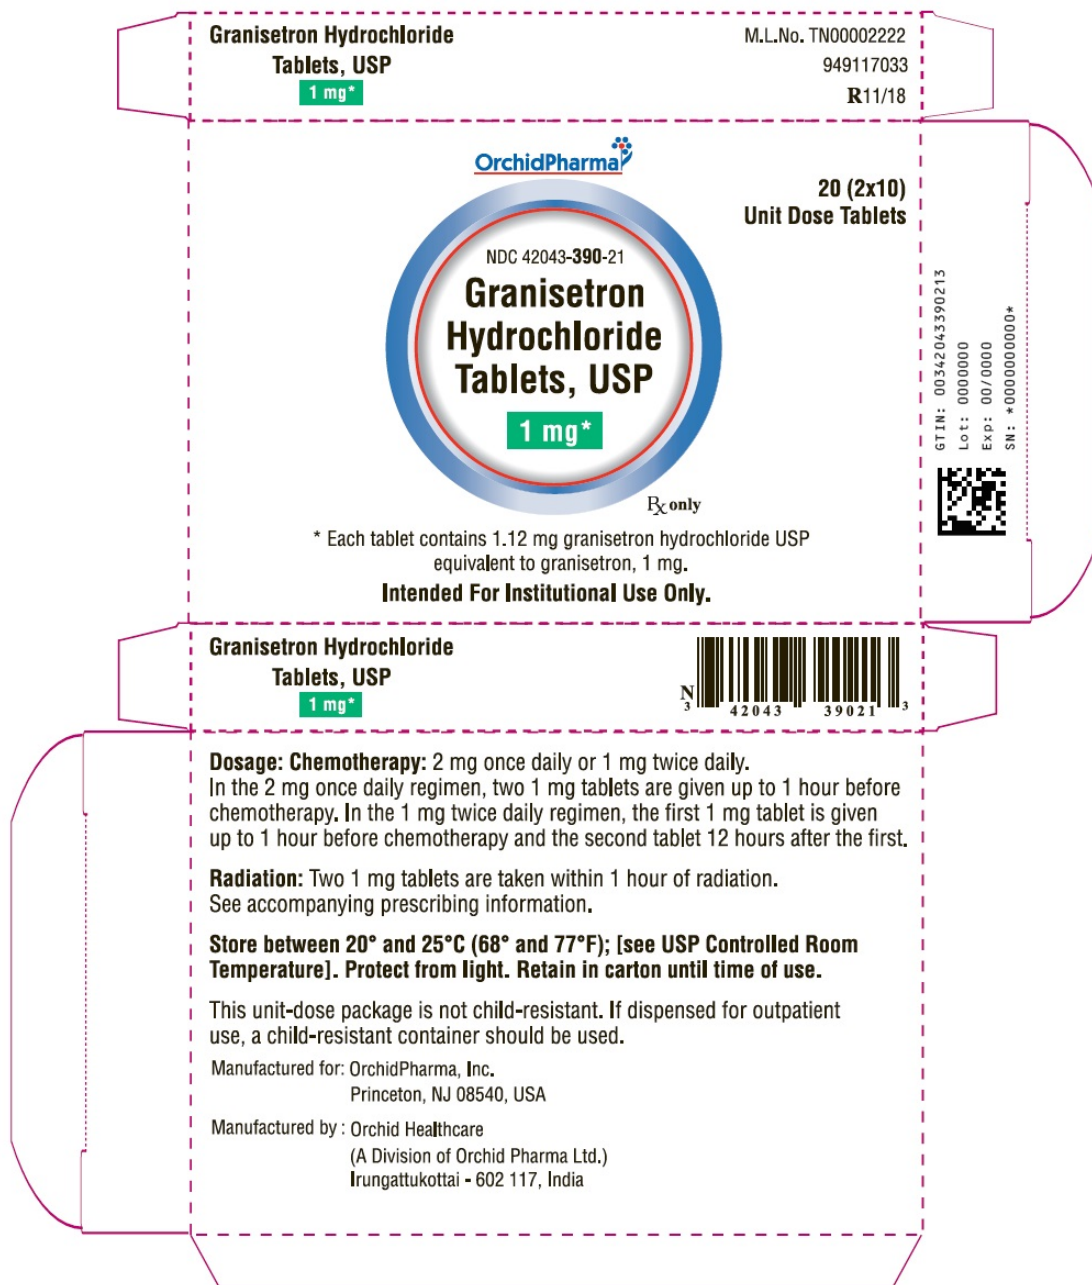 Granisetron Hydrochloride
Tablets, USP
1 mg*
M.L.No. TN00002222
949117033
R11/18
OrchidPharma
20 (2x10)
Unit Dose Tablets
NDC 42043-390-21
Granisetron
Hydrochloride
Tablets, USP
1 mg*
Rx only
* Each tablet contains 1.12 mg granisetron hydrochloride USP
equivalent to granisetron, 1 mg.
Intended For Institutional Use Only.
GTIN: 00342043390213
Lot: 0000000
Exp: 00/0000
SN: *00000000000*
Granisetron Hydrochloride
Tablets, USP
1 mg*
N
3 42043 39021 3
Dosage: Chemotherapy: 2 mg once daily or 1 mg twice daily.
In the 2 mg once daily regimen, two 1 mg tablets are given up to 1 hour before
chemotherapy. In the 1 mg twice daily regimen, the first 1 mg tablet is given
up to 1 hour before chemotherapy and the second tablet 12 hours after the first.
Radiation: Two 1 mg tablets are taken within 1 hour of radiation.
See accompanying prescribing information.
Store between 20° and 25°C (68° and 77°F); [see USP Controlled Room
Temperature]. Protect from light. Retain in carton until time of use.
This unit-dose package is not child-resistant. If dispensed for outpatient
use, a child-resistant container should be used.
Manufactured for: OrchidPharma, Inc.
Princeton, NJ 08540, USA
Manufactured by : Orchid Healthcare
(A Division of Orchid Pharma Ltd.)
Irungattukottai - 602 117, India